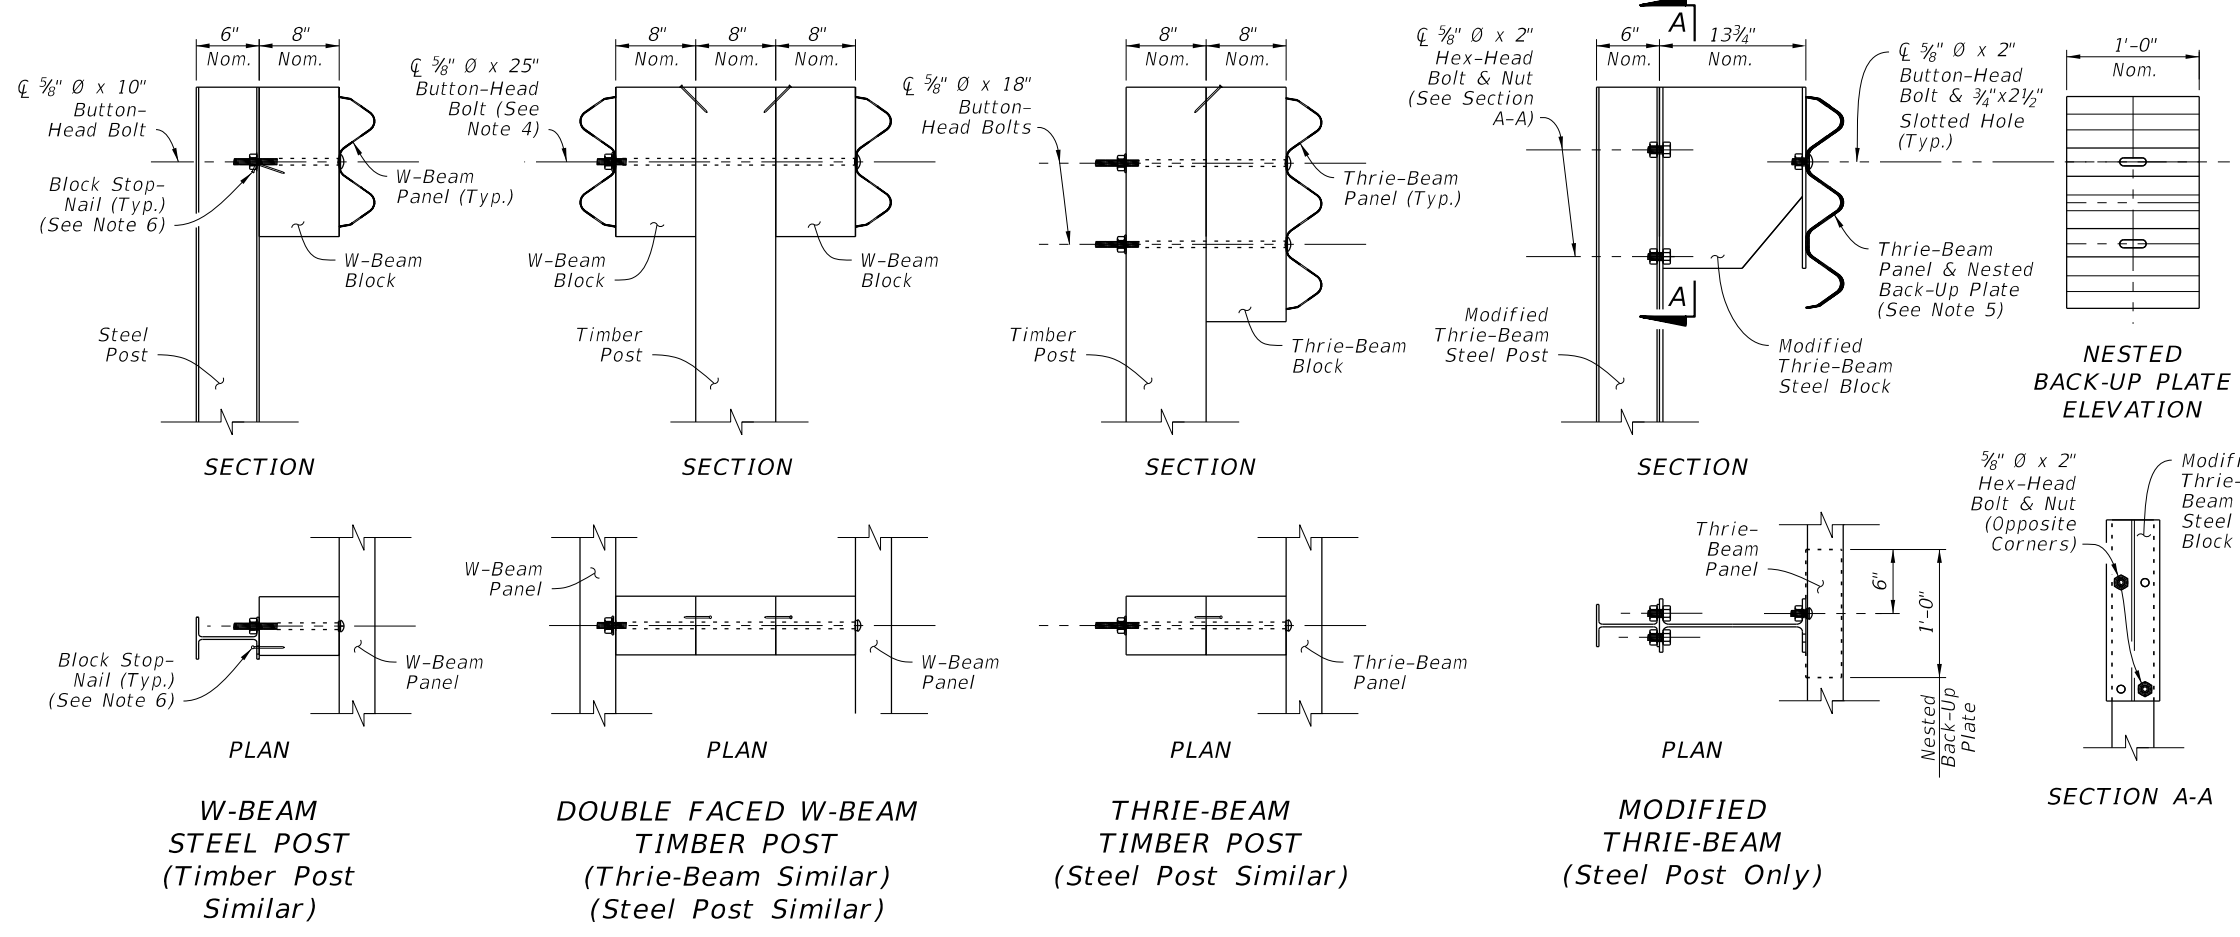 6"
Nom.
8"
Nom.
℄ ⅝" Ø x 10"
Button-
Head Bolt
Block Stop-
Nail (Typ.)
(See Note 6)
W-Beam
Panel (Typ.)
W-Beam
Block
Steel
Post
SECTION
8"
Nom.
8"
Nom.
8"
Nom.
℄ ⅝" Ø x 25"
Button-Head
Bolt (See
Note 4)
W-Beam
Block
W-Beam
Block
Timber
Post
SECTION
8"
Nom.
8"
Nom.
℄ ⅝" Ø x 18"
Button-
Head Bolts
Thrie-Beam
Panel (Typ.)
Timber
Post
Thrie-Beam
Block
SECTION
A
6"
Nom.
13¾"
Nom.
℄ ⅝" Ø x 2"
Hex-Head
Bolt & Nut
(See Section
A-A)
℄ ⅝" Ø x 2"
Button-Head
Bolt & ¾"x2½"
Slotted Hole
(Typ.)
Thrie-Beam
Panel & Nested
Back-Up Plate
(See Note 5)
A
Modified
Thrie-Beam
Steel Post
Modified
Thrie-Beam
Steel Block
SECTION
1'-0"
Nom.
NESTED
BACK-UP PLATE
ELEVATION
Block Stop-
Nail (Typ.)
(See Note 6)
W-Beam
Panel
PLAN
W-BEAM
STEEL POST
(Timber Post
Similar)
W-Beam
Panel
W-Beam
Panel
PLAN
DOUBLE FACED W-BEAM
TIMBER POST
(Thrie-Beam Similar)
(Steel Post Similar)
Thrie-Beam
Panel
PLAN
THRIE-BEAM
TIMBER POST
(Steel Post Similar)
Thrie-
Beam
Panel
6"
1'-0"
Nested
Back-Up
Plate
PLAN
MODIFIED
THRIE-BEAM
(Steel Post Only)
⅝" Ø x 2"
Hex-Head
Bolt & Nut
(Opposite
Corners)
Modifi
Thrie-
Beam
Steel
Block
SECTION A-A